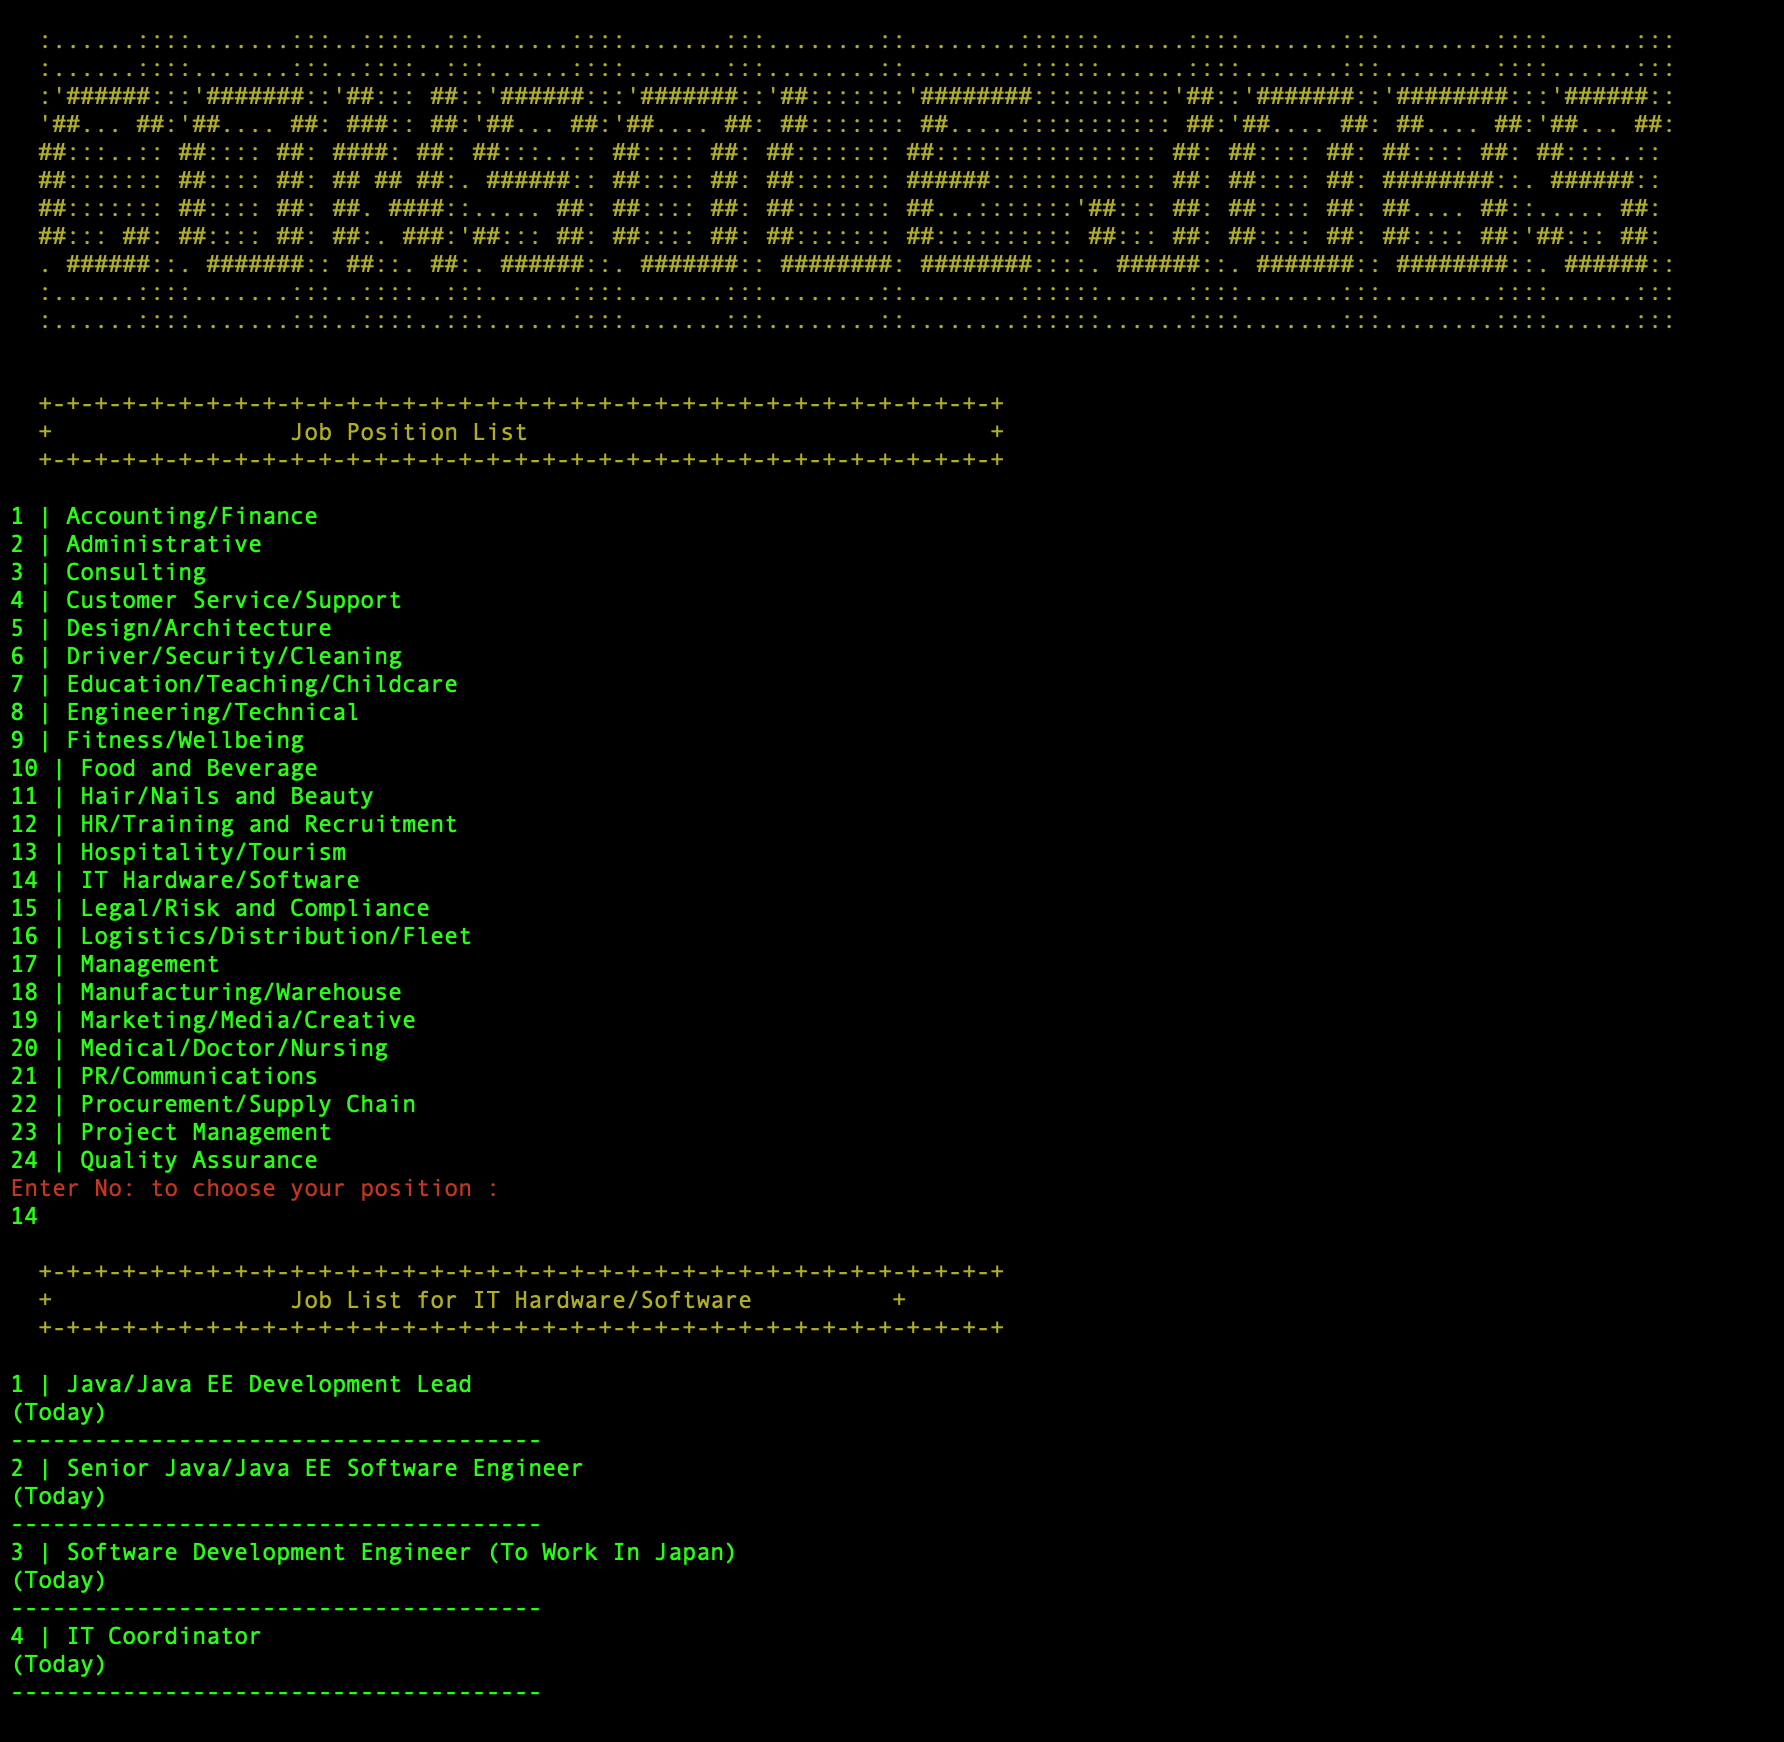 CONSOLE JOBS
+-+-+-+-+-+-+-+-+-+-+-+-+-+-+-+-+-+-+-+-+-+-+-+-+-+-+-+-+-+-+-+-+-+-+
+ Job Position List +
+-+-+-+-+-+-+-+-+-+-+-+-+-+-+-+-+-+-+-+-+-+-+-+-+-+-+-+-+-+-+-+-+-+-+
1 | Accounting/Finance
2 | Administrative
3 | Consulting
4 | Customer Service/Support
5 | Design/Architecture
6 | Driver/Security/Cleaning
7 | Education/Teaching/Childcare
8 | Engineering/Technical
9 | Fitness/Wellbeing
10 | Food and Beverage
11 | Hair/Nails and Beauty
12 | HR/Training and Recruitment
13 | Hospitality/Tourism
14 | IT Hardware/Software
15 | Legal/Risk and Compliance
16 | Logistics/Distribution/Fleet
17 | Management
18 | Manufacturing/Warehouse
19 | Marketing/Media/Creative
20 | Medical/Doctor/Nursing
21 | PR/Communications
22 | Procurement/Supply Chain
23 | Project Management
24 | Quality Assurance
Enter No: to choose your position :
14
+-+-+-+-+-+-+-+-+-+-+-+-+-+-+-+-+-+-+-+-+-+-+-+-+-+-+-+-+-+-+-+-+-+-+
+ Job List for IT Hardware/Software +
+-+-+-+-+-+-+-+-+-+-+-+-+-+-+-+-+-+-+-+-+-+-+-+-+-+-+-+-+-+-+-+-+-+-+
1 | Java/Java EE Development Lead
(Today)
--------------------------------------
2 | Senior Java/Java EE Software Engineer
(Today)
--------------------------------------
3 | Software Development Engineer (To Work In Japan)
(Today)
--------------------------------------
4 | IT Coordinator
(Today)
--------------------------------------